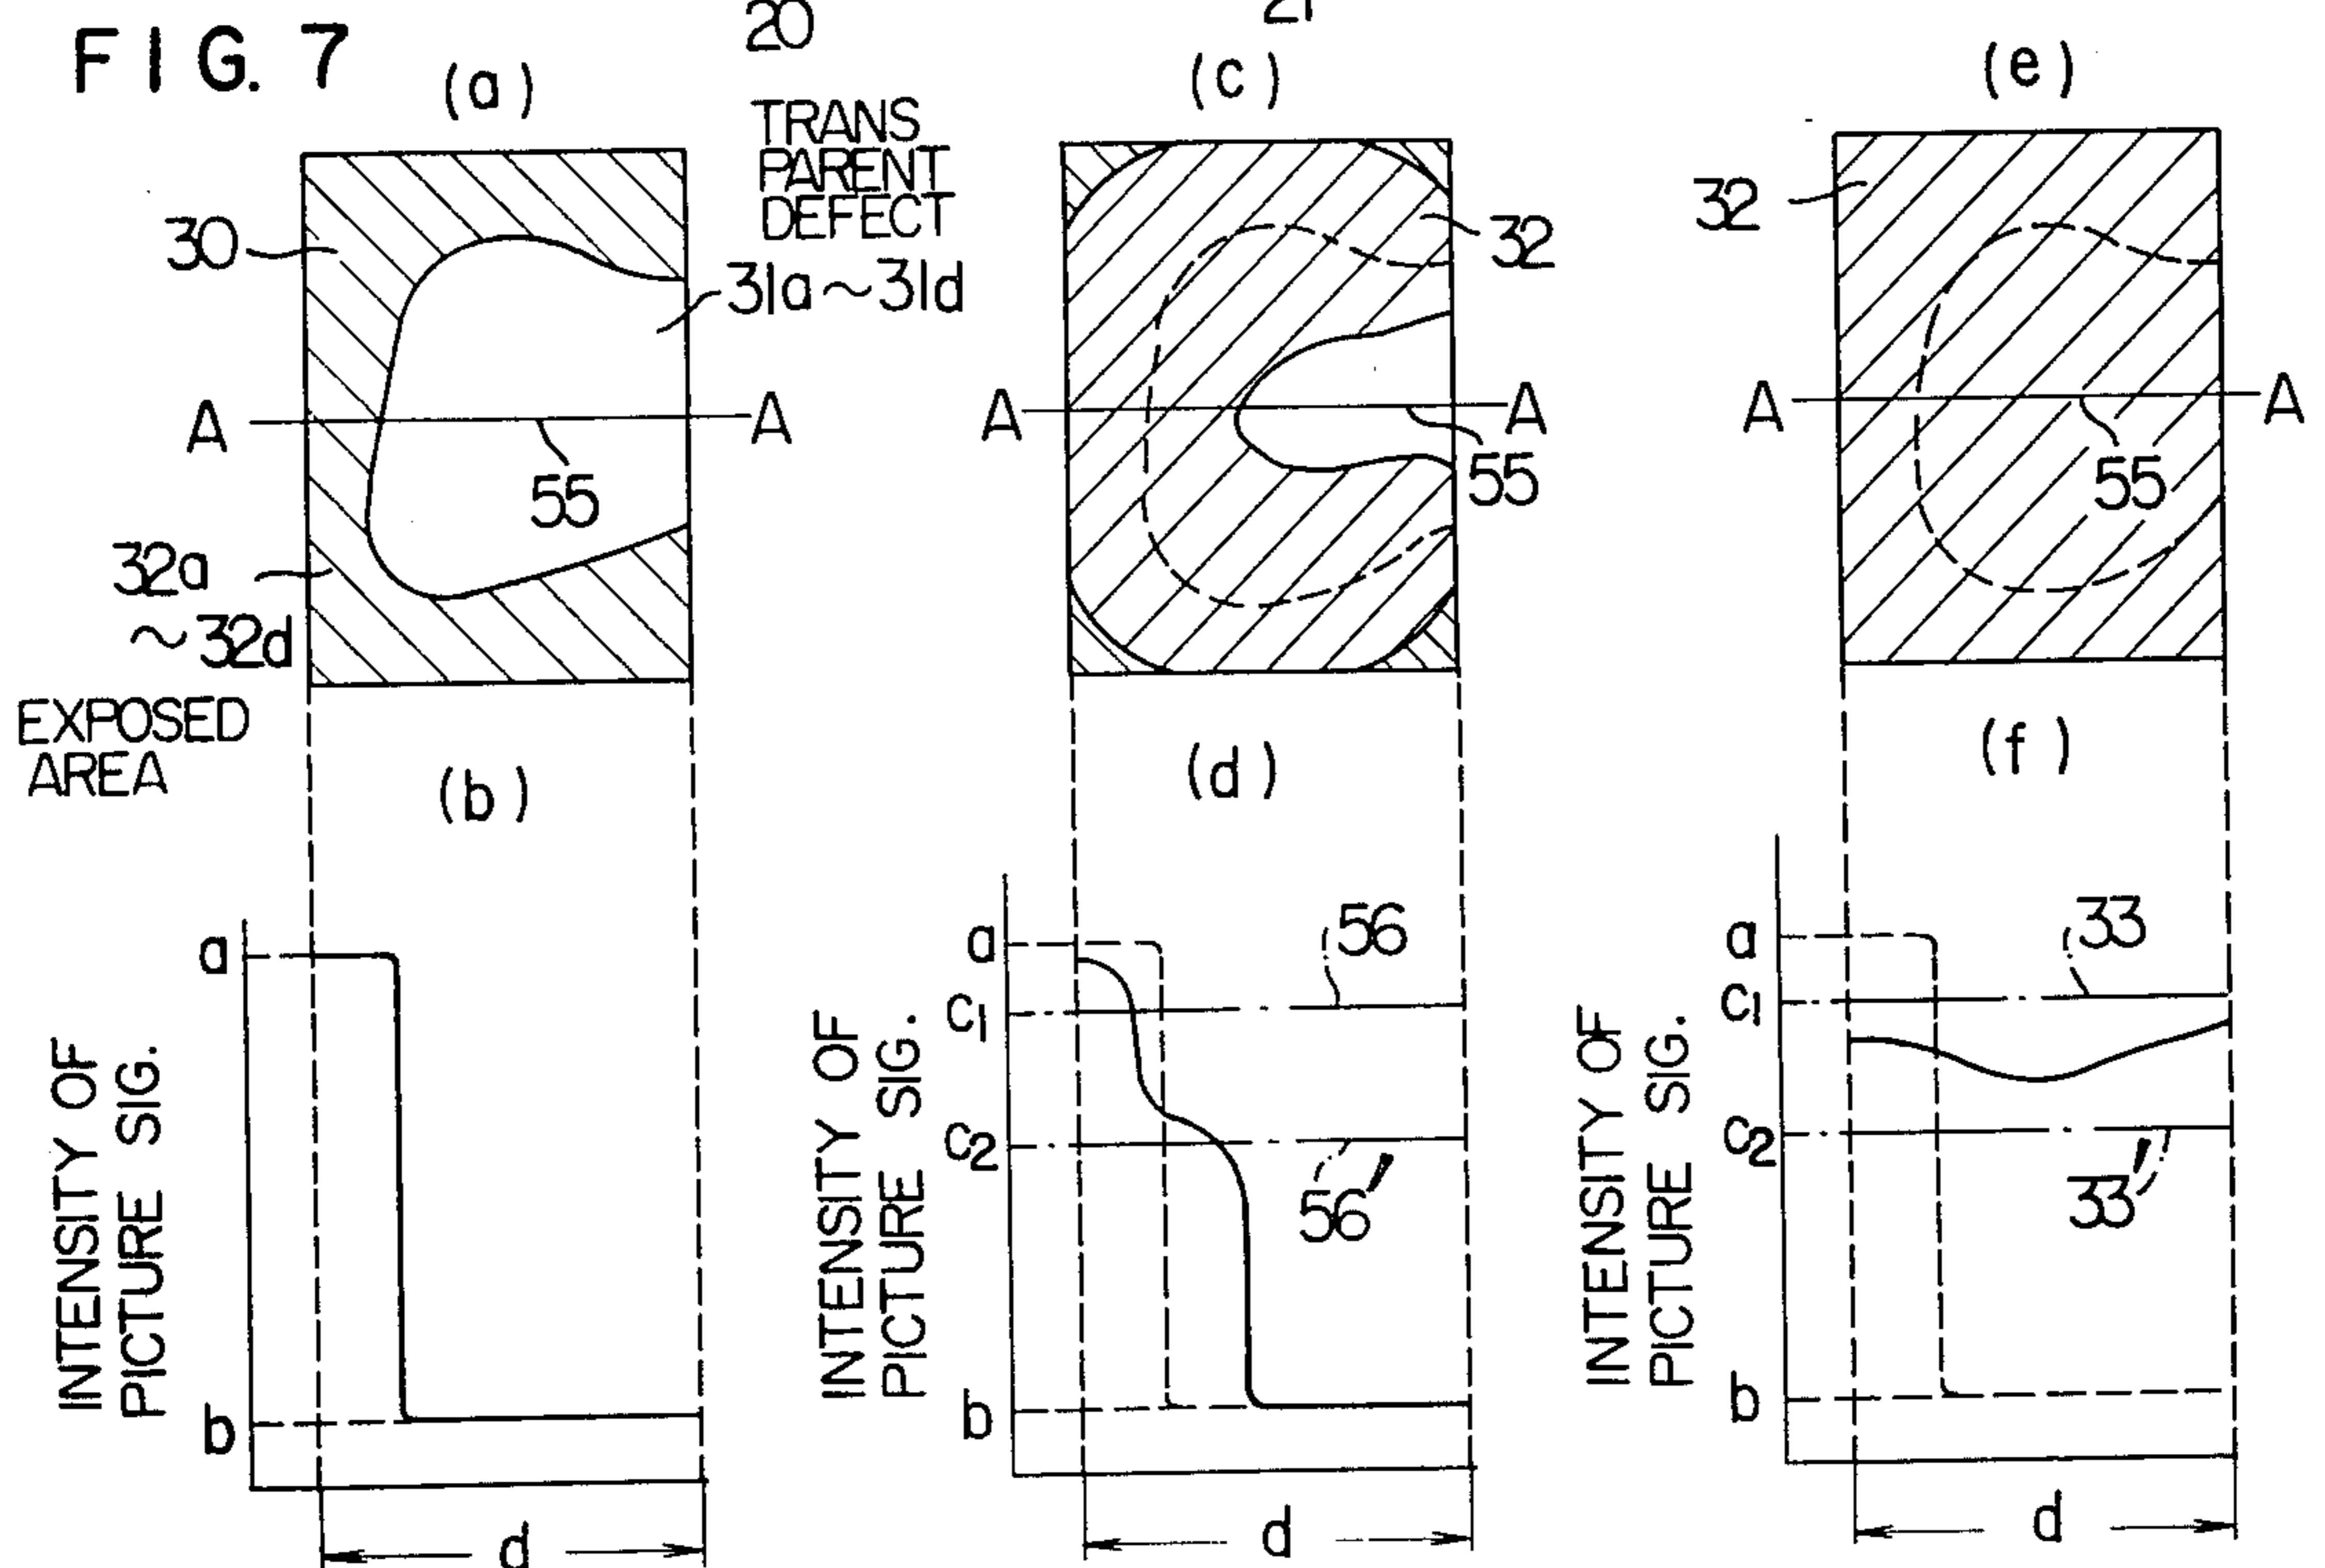 20
21
FIG. 7
(a)
(c)
(e)
TRANS
PARENT
DEFECT
31a~31d
30
32
32
A
A
A
A
A
A
55
55
55
32a
~32d
EXPOSED
AREA
(b)
(d)
(f)
a
b
INTENSITY OF
PICTURE SIG.
d
a
c1
c2
b
56
56'
INTENSITY OF
PICTURE SIG.
d
a
c1
c2
b
33
33'
INTENSITY OF
PICTURE SIG.
d